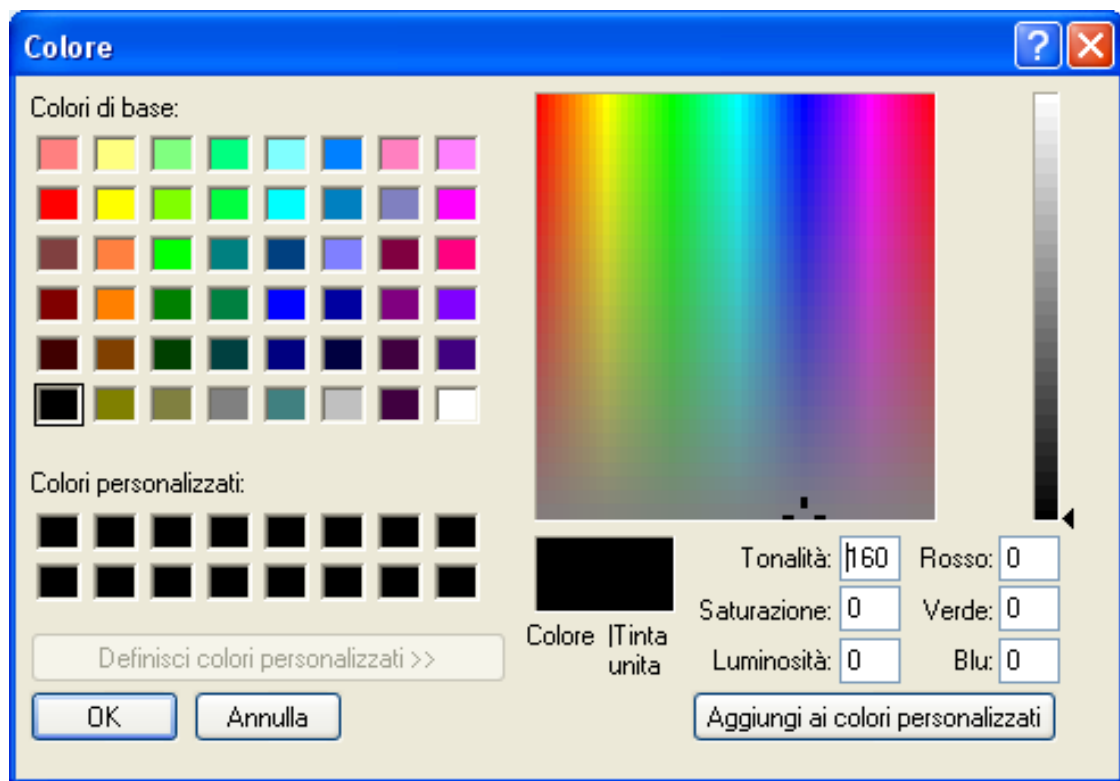 Colore
Colori di base:
Colori personalizzati:
Definisci colori personalizzati >>
OK
Annulla
Colore |Tinta
unita
Tonalità: 160
Rosso: 0
Saturazione: 0
Verde: 0
Luminosità: 0
Blu: 0
Aggiungi ai colori personalizzati